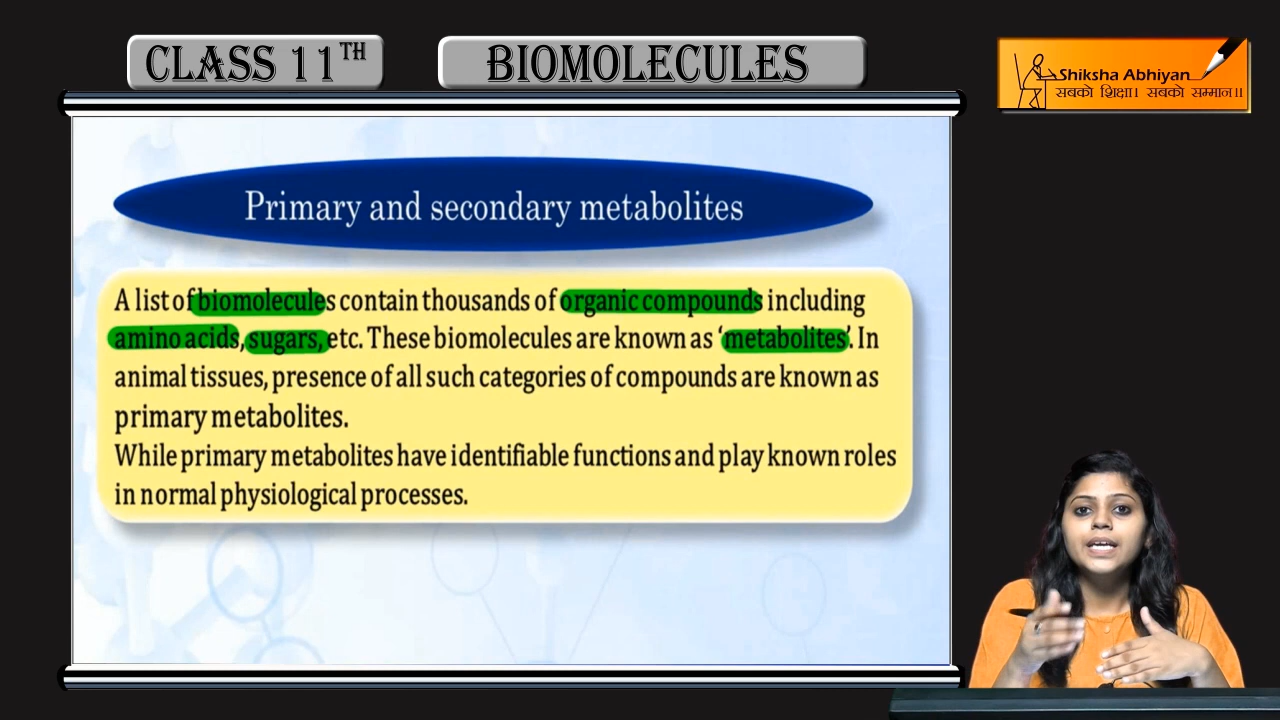 CLASS 11TH
BIOMOLECULES
Shiksha Abhiyan
सबको शिक्षा। सबको सम्मान।।
Primary and secondary metabolites
A list of biomolecules contain thousands of organic compounds including
amino acids, sugars, etc. These biomolecules are known as ‘metabolites’. In
animal tissues, presence of all such categories of compounds are known as
primary metabolites.
While primary metabolites have identifiable functions and play known roles
in normal physiological processes.